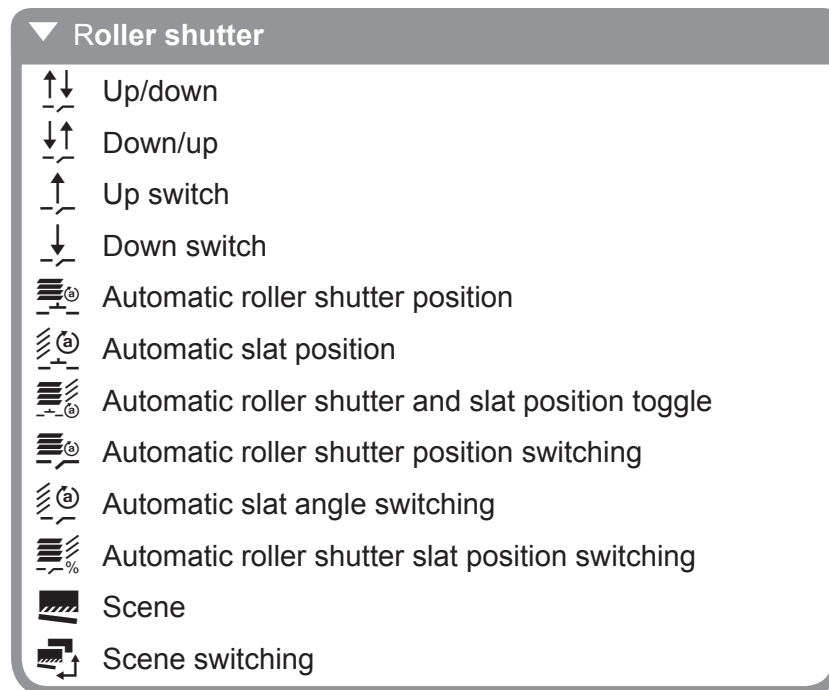 Roller shutter
Up/down
Down/up
Up switch
Down switch
a Automatic roller shutter position
a Automatic slat position
a Automatic roller shutter and slat position toggle
a Automatic roller shutter position switching
a Automatic slat angle switching
% Automatic roller shutter slat position switching
Scene
Scene switching